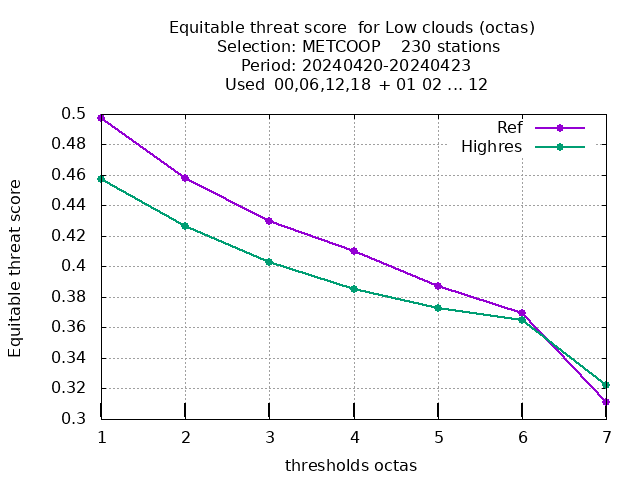 Equitable threat score  for Low clouds (octas)
Selection: METCOOP    230 stations
Period: 20240420-20240423
Used  00,06,12,18 + 01 02 ... 12
Ref
Highres
0.5
0.48
0.46
0.44
0.42
0.4
0.38
0.36
0.34
0.32
0.3
Equitable threat score
1 2 3 4 5 6 7
thresholds octas